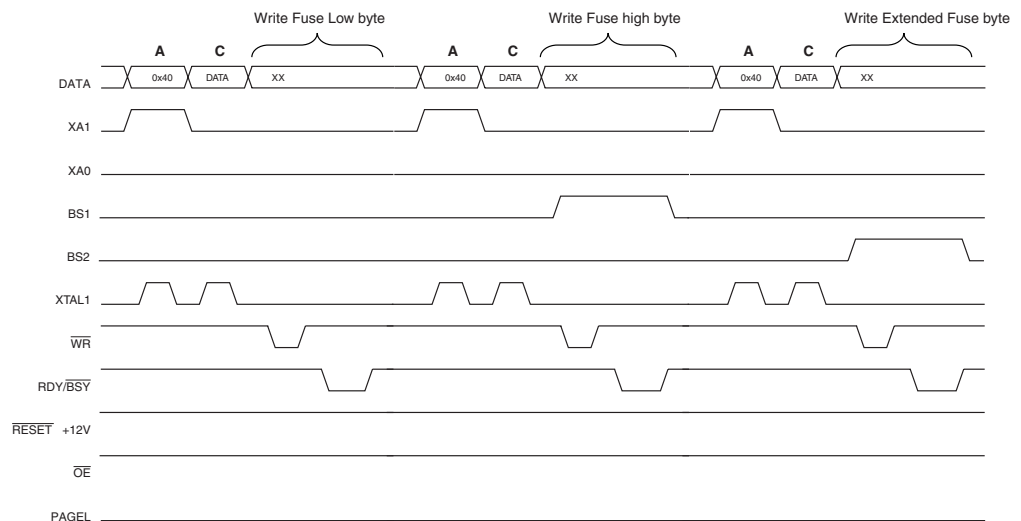 Write Fuse Low byte Write Fuse high byte Write Extended Fuse byte
A C A C A C
DATA 0x40 DATA XX 0x40 DATA XX 0x40 DATA XX
XA1
XA0
BS1
BS2
XTAL1
WR
RDY/BSY
RESET +12V
OE
PAGEL